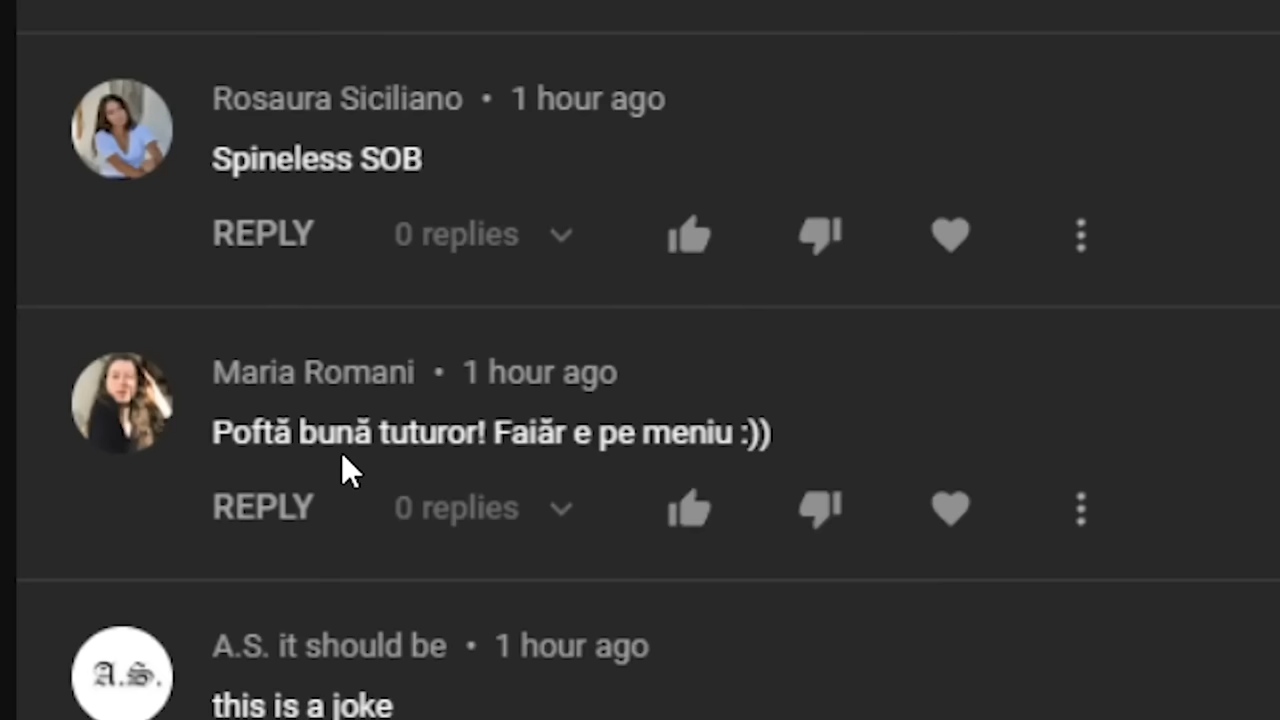 Rosaura Siciliano • 1 hour ago
Spineless SOB
REPLY 0 replies
Maria Romani • 1 hour ago
Poftă bună tuturor! Faiăr e pe meniu :))
REPLY 0 replies
A.S.
A.S. it should be • 1 hour ago
this is a joke